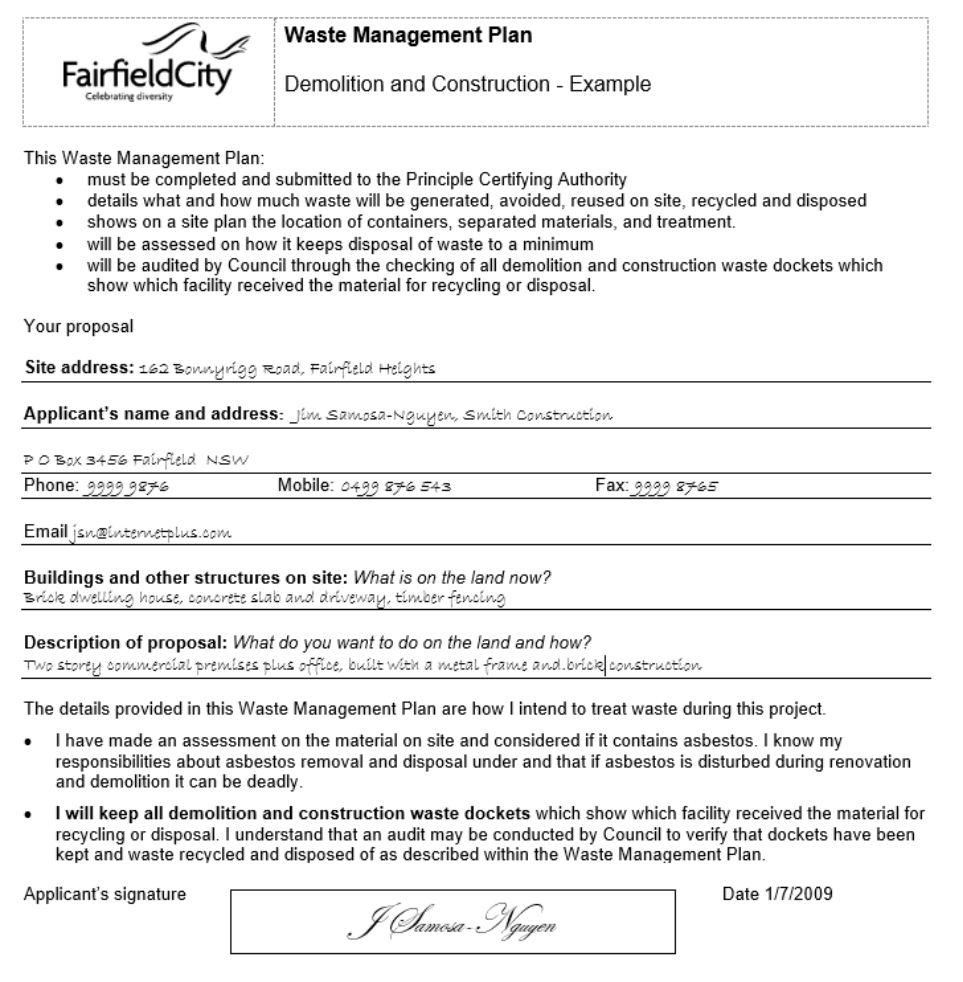 FairfieldCity
Celebrating diversity
Waste Management Plan
Demolition and Construction - Example
This Waste Management Plan:
• must be completed and submitted to the Principle Certifying Authority
• details what and how much waste will be generated, avoided, reused on site, recycled and disposed
• shows on a site plan the location of containers, separated materials, and treatment.
• will be assessed on how it keeps disposal of waste to a minimum
• will be audited by Council through the checking of all demolition and construction waste dockets which
show which facility received the material for recycling or disposal.
Your proposal
Site address: 162 Bonnyrigg Road, Fairfield Heights
Applicant's name and address: Jim Samosa-Nguyen, Smith Construction
P O Box 3456 Fairfield NSW
Phone: 9999 9876 Mobile: 0499 876 543 Fax: 9999 8765
Email jsn@internetplus.com
Buildings and other structures on site: What is on the land now?
Brick dwelling house, concrete slab and driveway, timber fencing
Description of proposal: What do you want to do on the land and how?
Two storey commercial premises plus office, built with a metal frame and.brick construction
The details provided in this Waste Management Plan are how I intend to treat waste during this project.
• I have made an assessment on the material on site and considered if it contains asbestos. I know my
responsibilities about asbestos removal and disposal under and that if asbestos is disturbed during renovation
and demolition it can be deadly.
• I will keep all demolition and construction waste dockets which show which facility received the material for
recycling or disposal. I understand that an audit may be conducted by Council to verify that dockets have been
kept and waste recycled and disposed of as described within the Waste Management Plan.
Applicant's signature J Samosa-Nguyen Date 1/7/2009